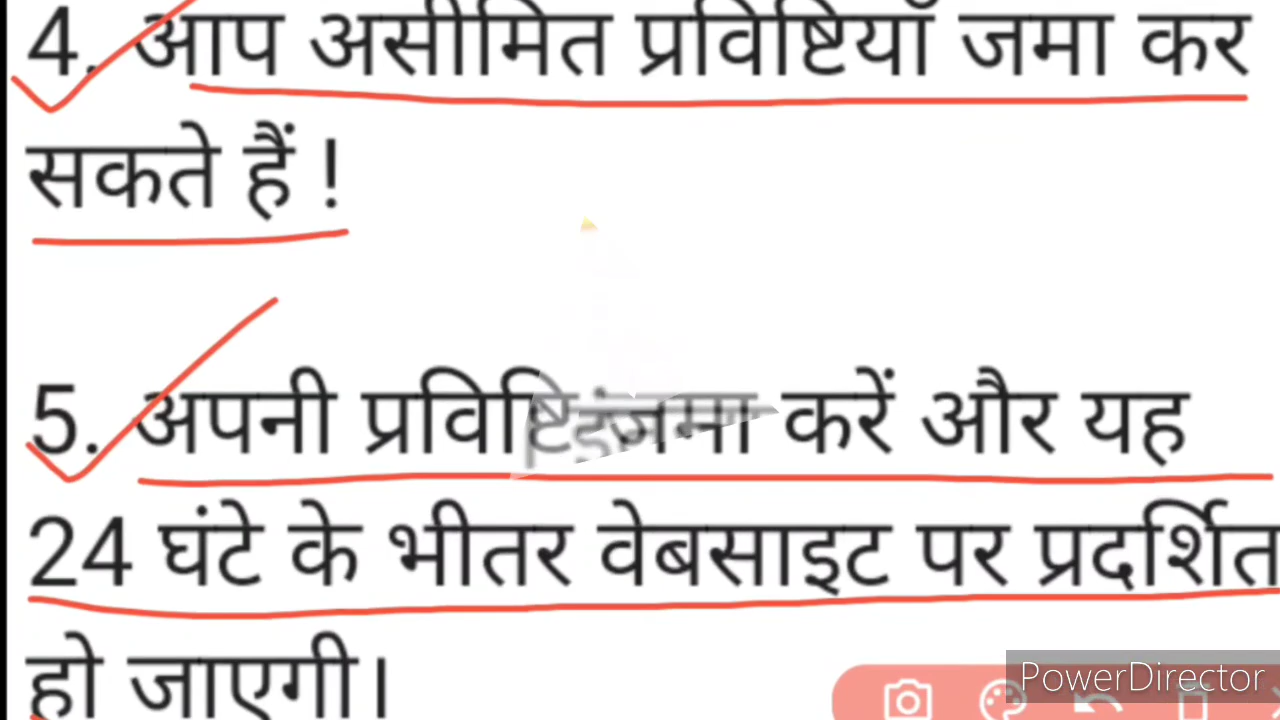 4. आप असीमित प्रविष्टियाँ जमा कर
सकते हैं !
5. अपनी जमा करें और यह
24 घंटे के भीतर वेबसाइट पर प्रदर्शित
हो जाएगी।
PowerDirector